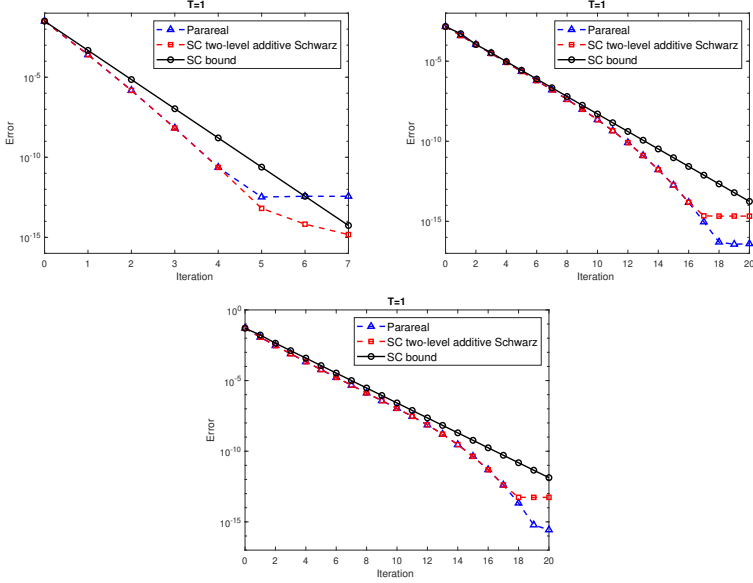 T=1
Parareal
SC two-level additive Schwarz
SC bound
10^-5
10^-10
10^-15
Error
0 1 2 3 4 5 6 7
Iteration
T=1
Parareal
SC two-level additive Schwarz
SC bound
10^-5
10^-10
10^-15
Error
0 2 4 6 8 10 12 14 16 18 20
Iteration
T=1
Parareal
SC two-level additive Schwarz
SC bound
10^0
10^-5
10^-10
10^-15
Error
0 2 4 6 8 10 12 14 16 18 20
Iteration